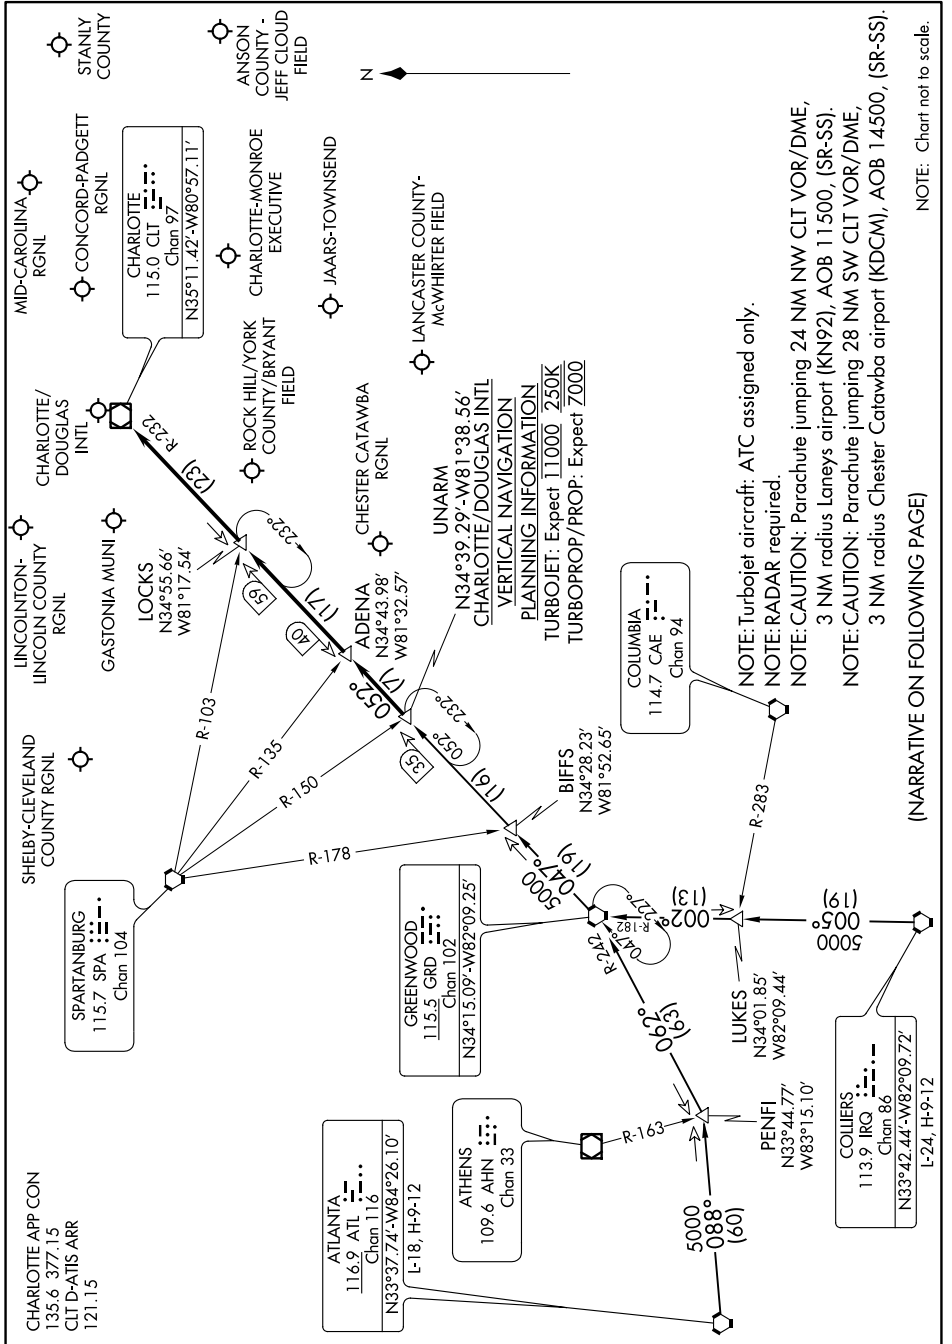 CHARLOTTE APP CON
135.6 377.15
CLT D-ATIS ARR
121.15
SHELBY-CLEVELAND
COUNTY RGNL
LINCOLNTON-
LINCOLN COUNTY
RGNL
GASTONIA MUNI
CHARLOTTE/
DOUGLAS
INTL
MID-CAROLINA
RGNL
CONCORD-PADGETT
RGNL
STANLY
COUNTY
ANSON
COUNTY -
JEFF CLOUD
FIELD
CHARLOTTE
115.0 CLT
Chan 97
N35°11.42'-W80°57.11'
CHARLOTTE-MONROE
EXECUTIVE
JAARS-TOWNSEND
LANCASTER COUNTY-
McWHIRTER FIELD
ROCK HILL/YORK
COUNTY/BRYANT
FIELD
CHESTER CATAWBA
RGNL
N
SPARTANBURG
115.7 SPA
Chan 104
R-103
R-135
R-150
R-178
R-232
(23)
LOCKS
N34°55.66'
W81°17.54'
232°
59
(17)
40
ADENA
N34°43.98'
W81°32.57'
052°
(7)
UNARM
N34°39.29'-W81°38.56'
CHARLOTTE/DOUGLAS INTL
VERTICAL NAVIGATION
PLANNING INFORMATION
TURBOJET: Expect 11000 250K
TURBOPROP/PROP: Expect 7000
35
052°
232°
(16)
BIFFS
N34°28.23'
W81°52.65'
5000
047°
(19)
GREENWOOD
115.5 GRD
Chan 102
N34°15.09'-W82°09.25'
R-242
R-182
047°
227°
002°
(13)
COLUMBIA
114.7 CAE
Chan 94
R-283
LUKES
N34°01.85'
W82°09.44'
5000
005°
(19)
COLLIERS
113.9 IRQ
Chan 86
N33°42.44'-W82°09.72'
L-24, H-9-12
062°
(63)
PENFI
N33°44.77'
W83°15.10'
ATHENS
109.6 AHN
Chan 33
R-163
ATLANTA
116.9 ATL
Chan 116
N33°37.74'-W84°26.10'
L-18, H-9-12
5000
088°
(60)
NOTE: Turbojet aircraft: ATC assigned only.
NOTE: RADAR required.
NOTE: CAUTION: Parachute jumping 24 NM NW CLT VOR/DME,
3 NM radius Laneys airport (KN92), AOB 11500, (SR-SS).
NOTE: CAUTION: Parachute jumping 28 NM SW CLT VOR/DME,
3 NM radius Chester Catawba airport (KDCM), AOB 14500, (SR-SS).
(NARRATIVE ON FOLLOWING PAGE)
NOTE: Chart not to scale.